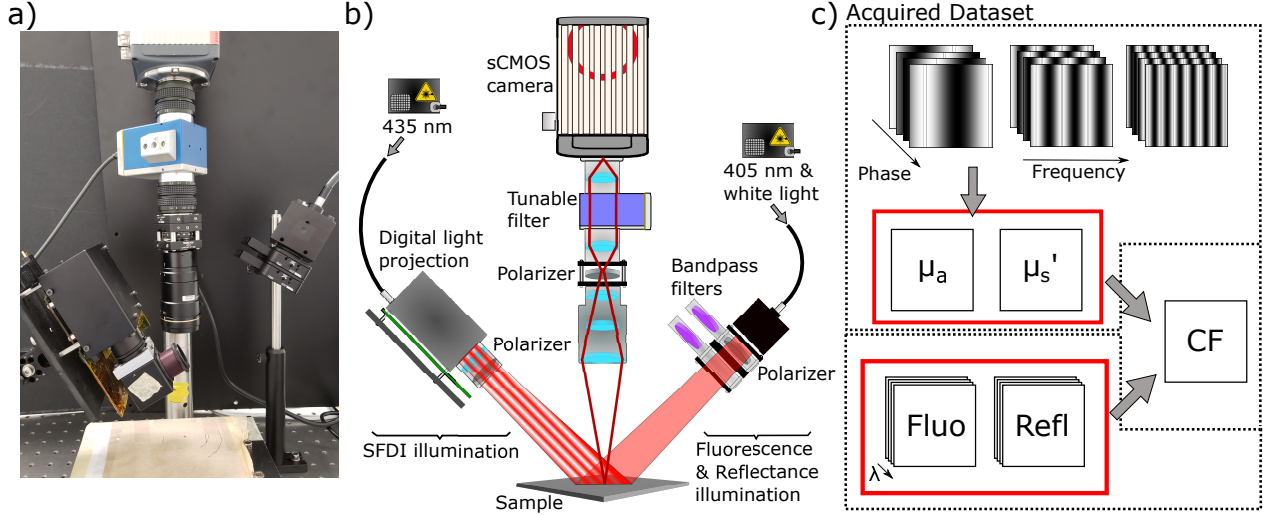 a)
b)
sCMOS
camera
435 nm
405 nm &
white light
Tunable
filter
Digital light
projection
Polarizer
Bandpass
filters
Polarizer
Polarizer
SFDI illumination
Fluorescence
& Reflectance
illumination
Sample
c)
Acquired Dataset
Phase
Frequency
μa
μs'
CF
Fluo
Refl
λ